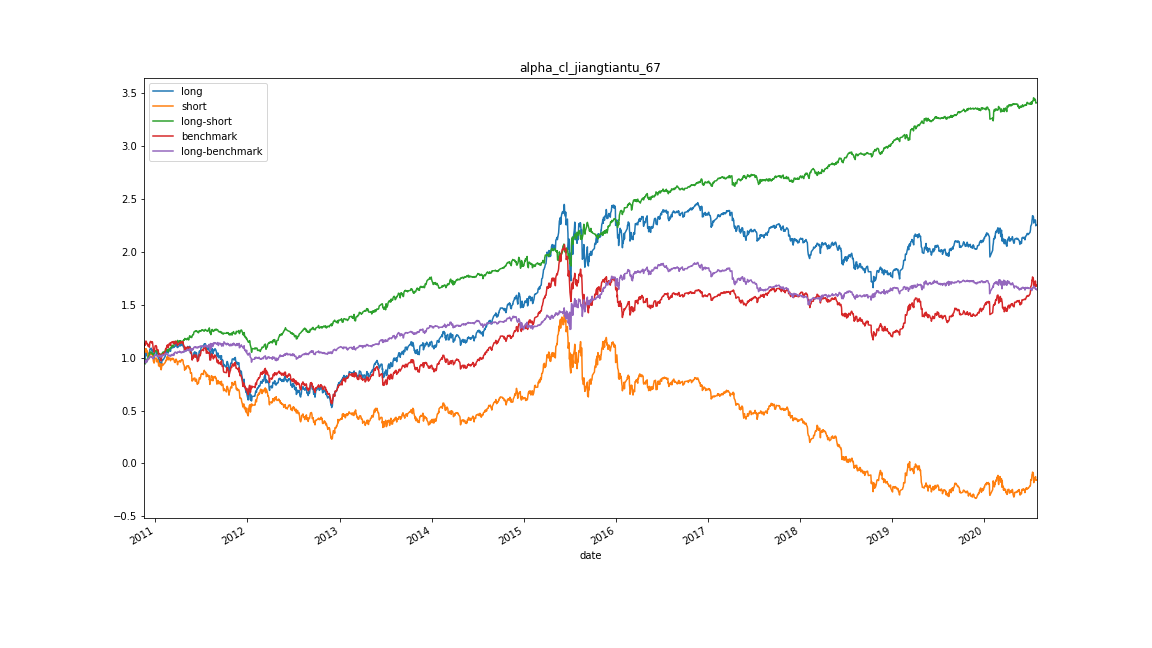 alpha_cl_jiangtiantu_67
long
short
long-short
benchmark
long-benchmark
3.5
3.0
2.5
2.0
1.5
1.0
0.5
0.0
−0.5
2011 2012 2013 2014 2015 2016 2017 2018 2019 2020
date